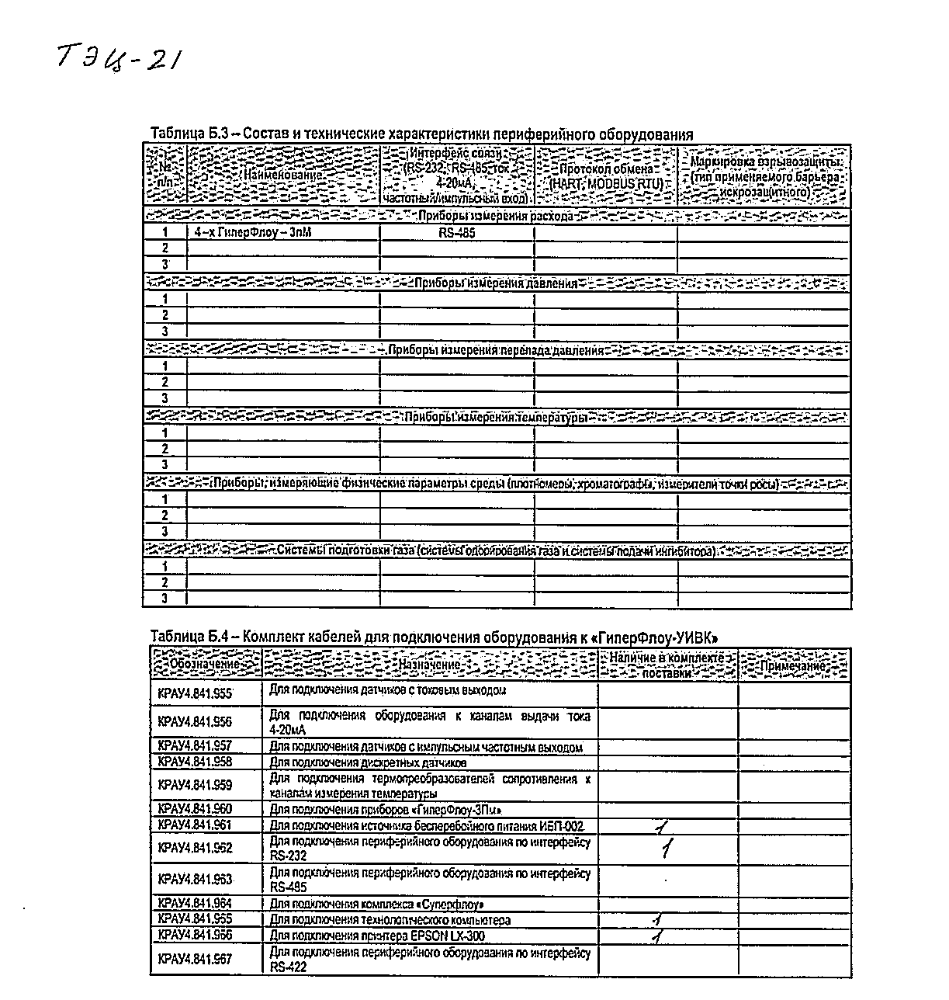 ТЭЦ-21
Таблица Б.3 – Состав и технические характеристики периферийного оборудования
№ п/п Наименование Интерфейс связи (RS-232, RS-485, ток 4-20мА, частотный/импульсный вход) Протокол обмена (HART, MODBUS RTU) Маркировка взрывозащиты (тип применяемого барьера искрозащитного)
Приборы измерения расхода
1 4-х ГиперФлоу – 3пМ RS-485
2
3
Приборы измерения давления
1
2
3
Приборы измерения перепада давления
1
2
3
Приборы измерения температуры
1
2
3
Приборы, измеряющие физические параметры среды (плотномеры, хроматографы, измерители точки росы)
1
2
3
Системы подготовки газа (системы одорирования газа и системы подачи ингибитора)
1
2
3
Таблица Б.4 – Комплект кабелей для подключения оборудования к «ГиперФлоу-УИВК»
Обозначение Назначение Наличие в комплекте поставки Примечание
КРАУ4.841.955 Для подключения датчиков с токовым выходом
КРАУ4.841.956 Для подключения оборудования к каналам выдачи тока
4-20мА
КРАУ4.841.957 Для подключения датчиков с импульсным частотным выходом
КРАУ4.841.958 Для подключения дискретных датчиков
КРАУ4.841.959 Для подключения термопреобразователей сопротивления к
каналам измерения температуры
КРАУ4.841.960 Для подключения приборов «ГиперФлоу-3Пм»
КРАУ4.841.961 Для подключения источника бесперебойного питания ИБП-002 1
КРАУ4.841.962 Для подключения периферийного оборудования по интерфейсу
RS-232 1
КРАУ4.841.963 Для подключения периферийного оборудования по интерфейсу
RS-485
КРАУ4.841.964 Для подключения комплекса «Суперфлоу»
КРАУ4.841.965 Для подключения технологического компьютера 1
КРАУ4.841.966 Для подключения принтера EPSON LX-300 1
КРАУ4.841.967 Для подключения периферийного оборудования по интерфейсу
RS-422